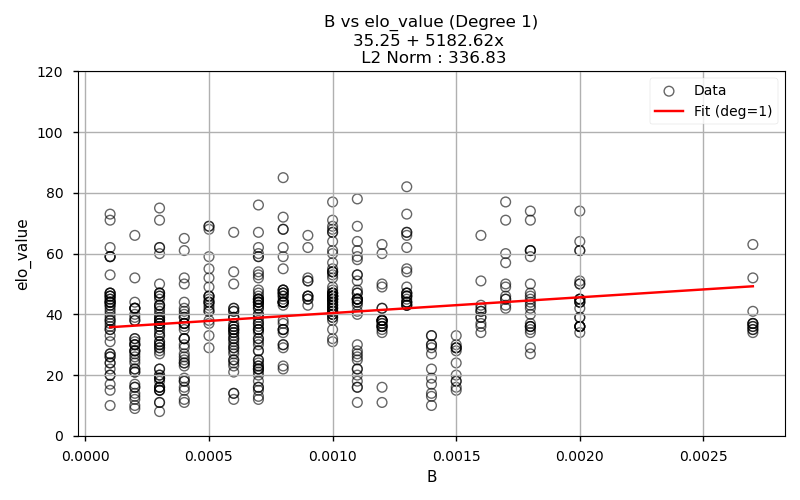 B vs elo_value (Degree 1)
35.25 + 5182.62x
L2 Norm : 336.83
120
100
80
60
40
20
0
elo_value
Data
Fit (deg=1)
0.0000
0.0005
0.0010
0.0015
0.0020
0.0025
B